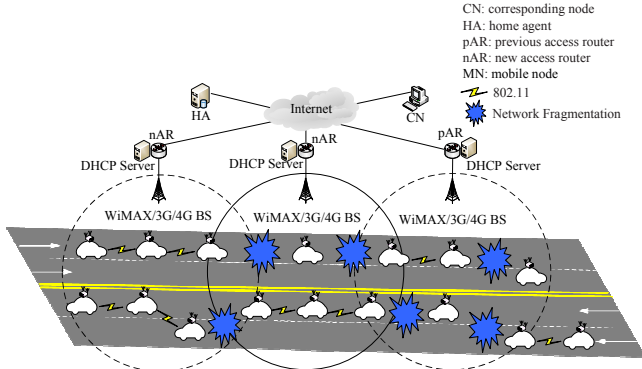 CN: corresponding node
HA: home agent
pAR: previous access router
nAR: new access router
MN: mobile node
802.11
Network Fragmentation
HA
Internet
CN
nAR
nAR
pAR
DHCP Server
DHCP Server
DHCP Server
WiMAX/3G/4G BS
WiMAX/3G/4G BS
WiMAX/3G/4G BS